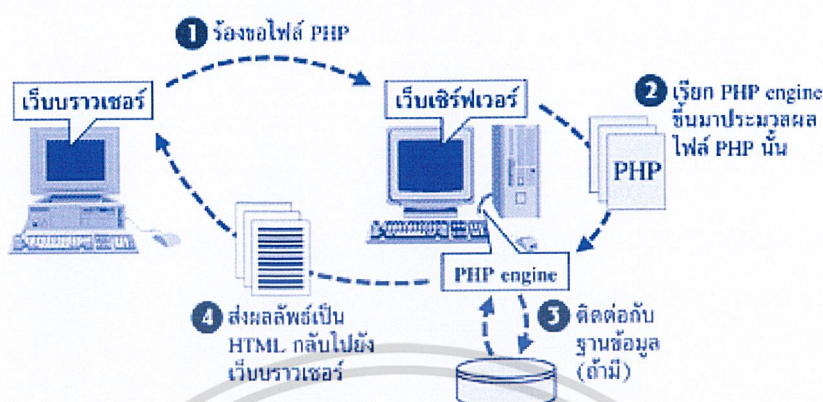 1 ร้องขอไฟล์ PHP
เว็บบราวเซอร์
เว็บเซิร์ฟเวอร์
2 เรียก PHP engine
ขึ้นมาประมวลผล
ไฟล์ PHP นั้น
PHP
PHP engine
3 ติดต่อกับ
ฐานข้อมูล
(ถ้ามี)
4 ส่งผลลัพธ์เป็น
HTML กลับไปยัง
เว็บบราวเซอร์